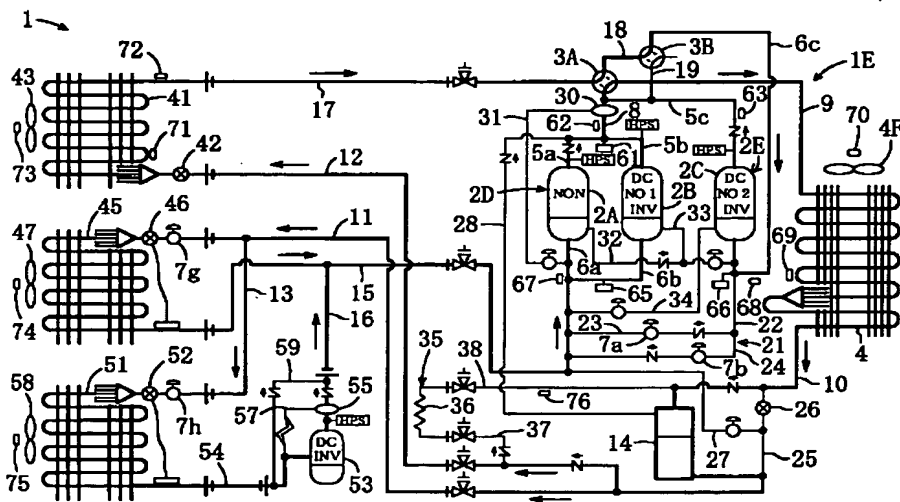 1
72
18
3B
6c
3A
1E
43
19
63
41
17
30
9
70
4F
31
8
5c
62
HPS
71
42
12
5a
61
5b
HPS
HPS
2C
2E
73
2D
NON
DC
NO 1
INV
DC
NO 2
INV
45
46
11
2A
2B
33
47
28
32
69
7g
6a
6b
67
65
66
68
74
13
15
34
22
16
23
7a
21
4
51
52
59
35
38
7b
24
10
58
55
7h
57
HPS
36
76
26
DC
INV
14
37
27
25
75
54
53